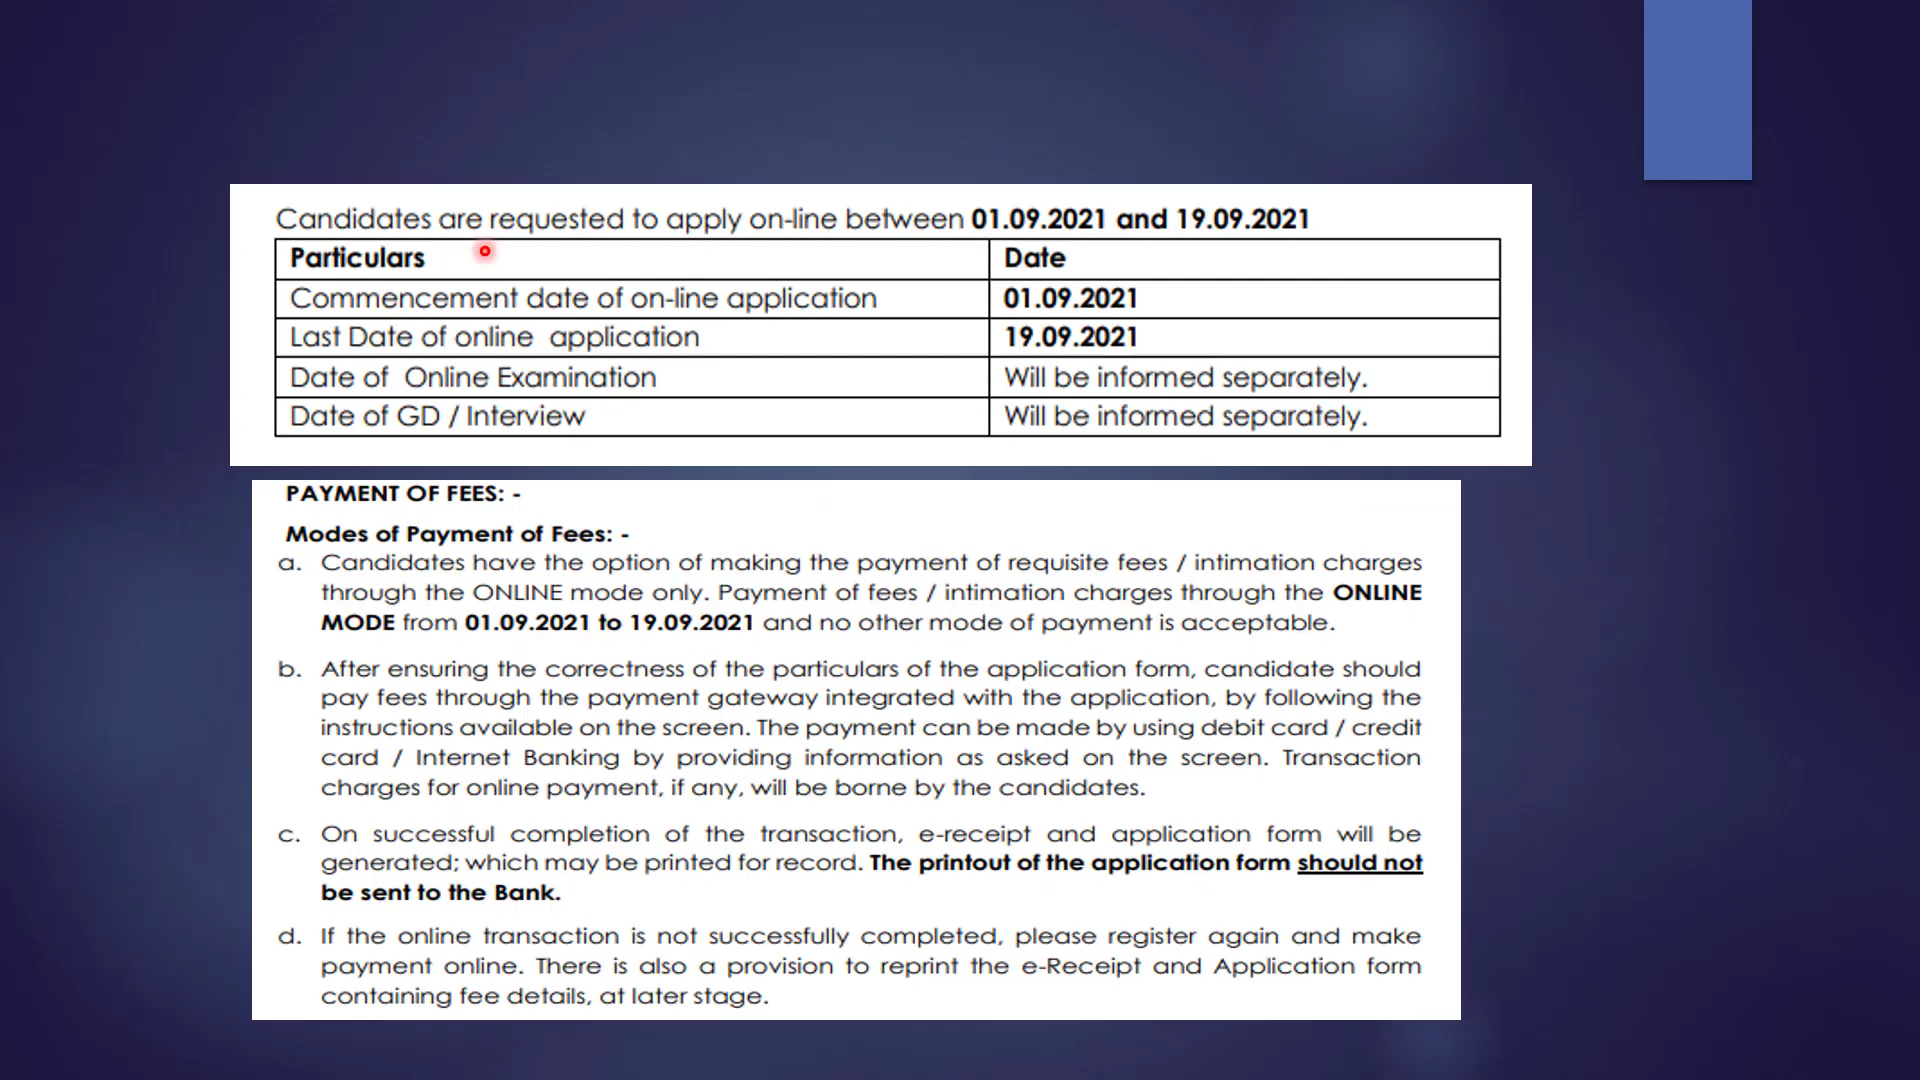 Candidates are requested to apply on-line between 01.09.2021 and 19.09.2021
Particulars Date
Commencement date of on-line application 01.09.2021
Last Date of online application 19.09.2021
Date of Online Examination Will be informed separately.
Date of GD / Interview Will be informed separately.
PAYMENT OF FEES: -
Modes of Payment of Fees: -
a. Candidates have the option of making the payment of requisite fees / intimation charges
through the ONLINE mode only. Payment of fees / intimation charges through the ONLINE
MODE from 01.09.2021 to 19.09.2021 and no other mode of payment is acceptable.
b. After ensuring the correctness of the particulars of the application form, candidate should
pay fees through the payment gateway integrated with the application, by following the
instructions available on the screen. The payment can be made by using debit card / credit
card / Internet Banking by providing information as asked on the screen. Transaction
charges for online payment, if any, will be borne by the candidates.
c. On successful completion of the transaction, e-receipt and application form will be
generated; which may be printed for record. The printout of the application form should not
be sent to the Bank.
d. If the online transaction is not successfully completed, please register again and make
payment online. There is also a provision to reprint the e-Receipt and Application form
containing fee details, at later stage.